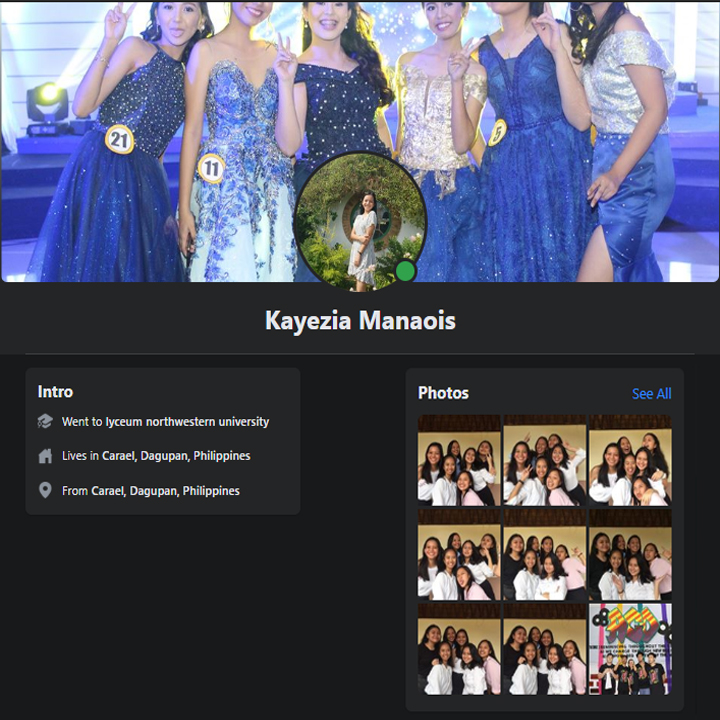 21
11
5
Kayezia Manaois
Intro
Went to lyceum northwestern university
Lives in Carael, Dagupan, Philippines
From Carael, Dagupan, Philippines
Photos
See All